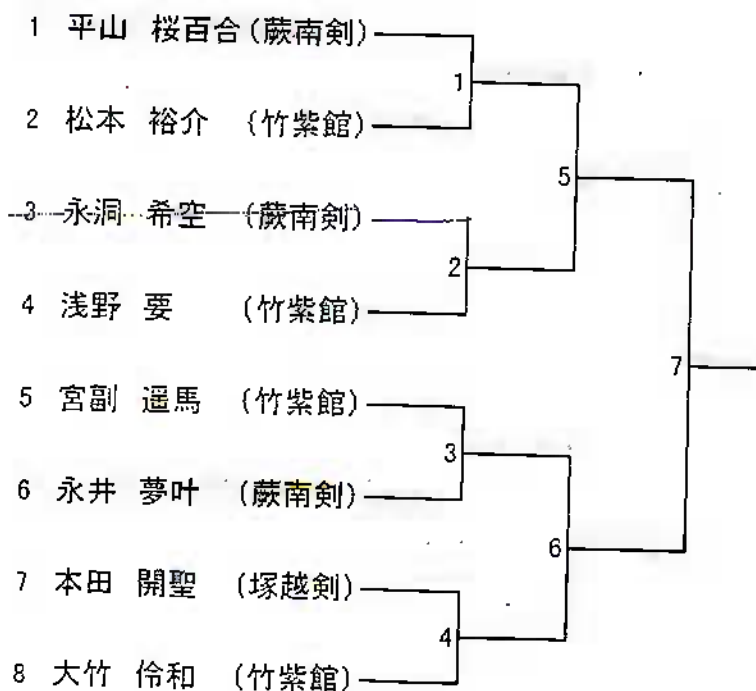 1 平山 桜百合(蕨南剣)
1
2 松本 裕介 (竹紫館)
5
3 永洞 希空 (蕨南剣)
2
4 浅野 要 (竹紫館)
7
5 宮副 遥馬 (竹紫館)
3
6 永井 夢叶 (蕨南剣)
6
7 本田 開聖 (塚越剣)
4
8 大竹 伶和 (竹紫館)